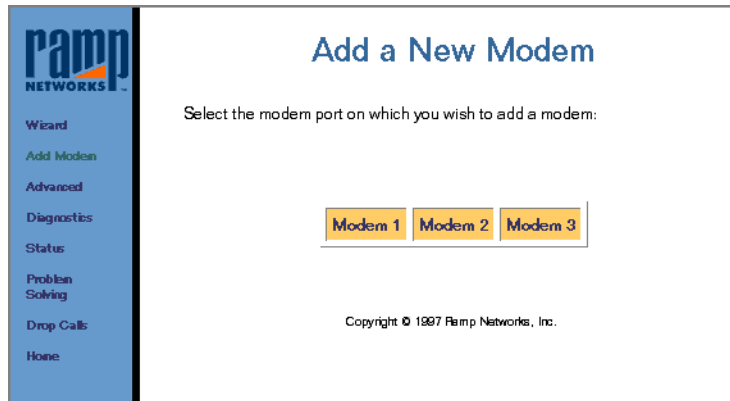 ramp
NETWORKS
Wizard
Add Modem
Advanced
Diagnostics
Status
Problem
Solving
Drop Calls
Home
Add a New Modem
Select the modem port on which you wish to add a modem:
Modem 1 Modem 2 Modem 3
Copyright © 1997 Ramp Networks, Inc.